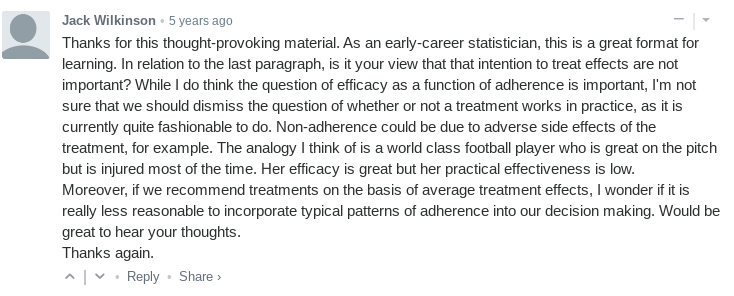 Jack Wilkinson • 5 years ago
Thanks for this thought-provoking material. As an early-career statistician, this is a great format for
learning. In relation to the last paragraph, is it your view that that intention to treat effects are not
important? While I do think the question of efficacy as a function of adherence is important, I'm not
sure that we should dismiss the question of whether or not a treatment works in practice, as it is
currently quite fashionable to do. Non-adherence could be due to adverse side effects of the
treatment, for example. The analogy I think of is a world class football player who is great on the pitch
but is injured most of the time. Her efficacy is great but her practical effectiveness is low.
Moreover, if we recommend treatments on the basis of average treatment effects, I wonder if it is
really less reasonable to incorporate typical patterns of adherence into our decision making. Would be
great to hear your thoughts.
Thanks again.
• Reply • Share ›